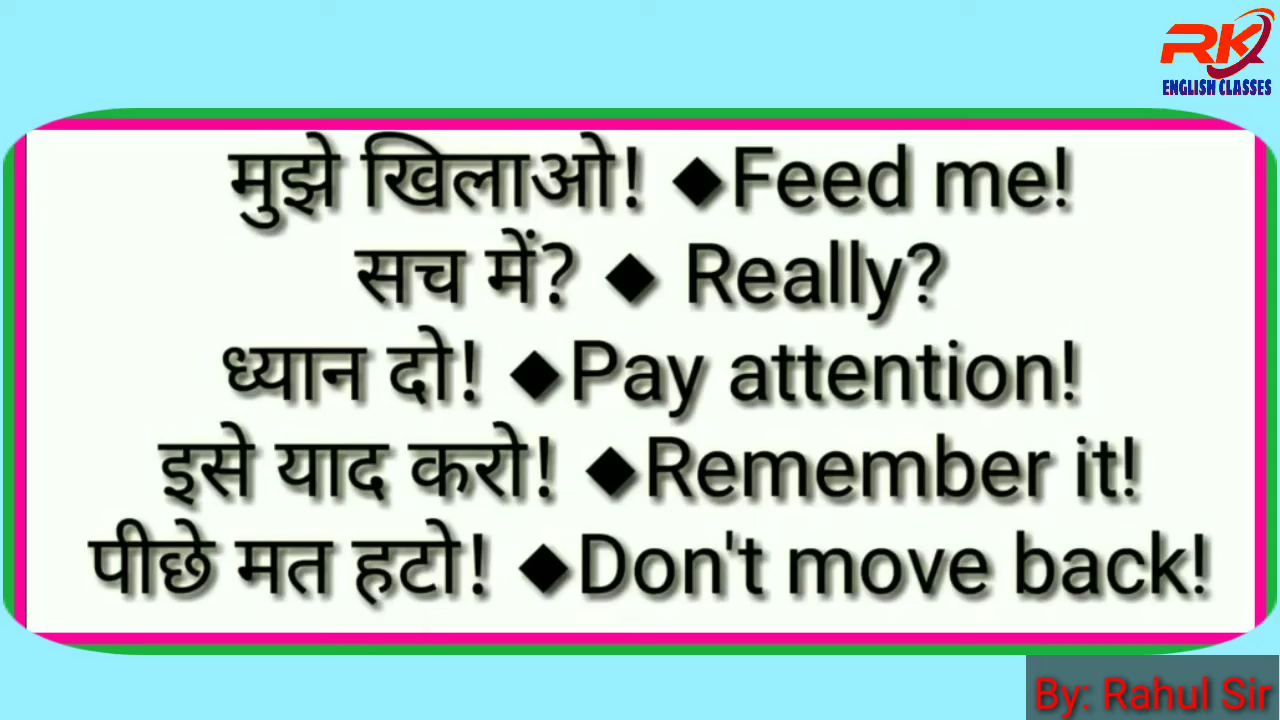 RK
ENGLISH CLASSES
मुझे खिलाओ! ◆Feed me!
सच में? ◆ Really?
ध्यान दो! ◆Pay attention!
इसे याद करो! ◆Remember it!
पीछे मत हटो! ◆Don't move back!
By: Rahul Sir